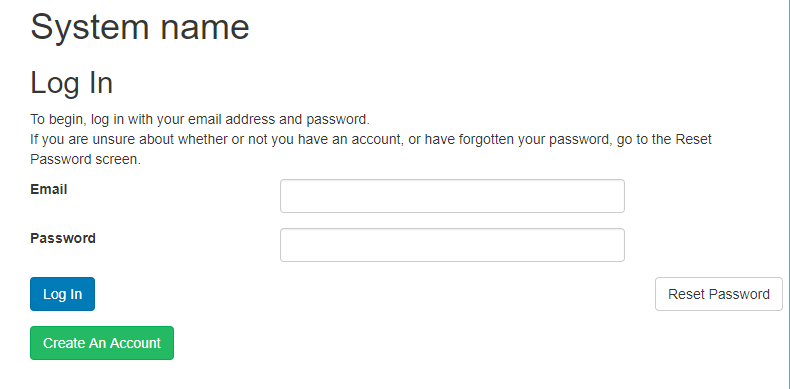 System name
Log In
To begin, log in with your email address and password.
If you are unsure about whether or not you have an account, or have forgotten your password, go to the Reset
Password screen.
Email
Password
Log In
Reset Password
Create An Account